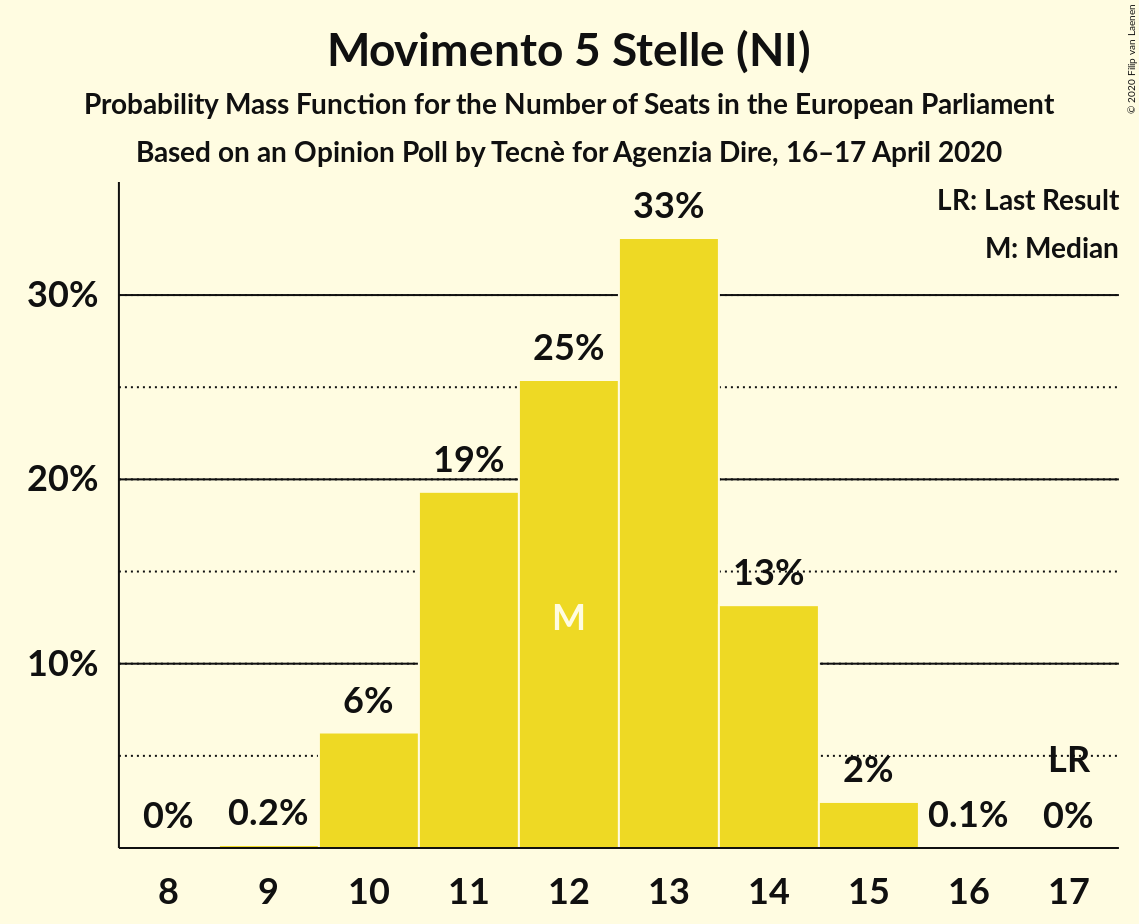 Movimento 5 Stelle (NI)
Probability Mass Function for the Number of Seats in the European Parliament
Based on an Opinion Poll by Tecnè for Agenzia Dire, 16–17 April 2020
© 2020 Filip van Laenen
LR: Last Result
M: Median
33%
30%
25%
20%
19%
13%
M
10%
6%
LR
2%
0%
0.2%
0.1%
0%
8 9 10 11 12 13 14 15 16 17